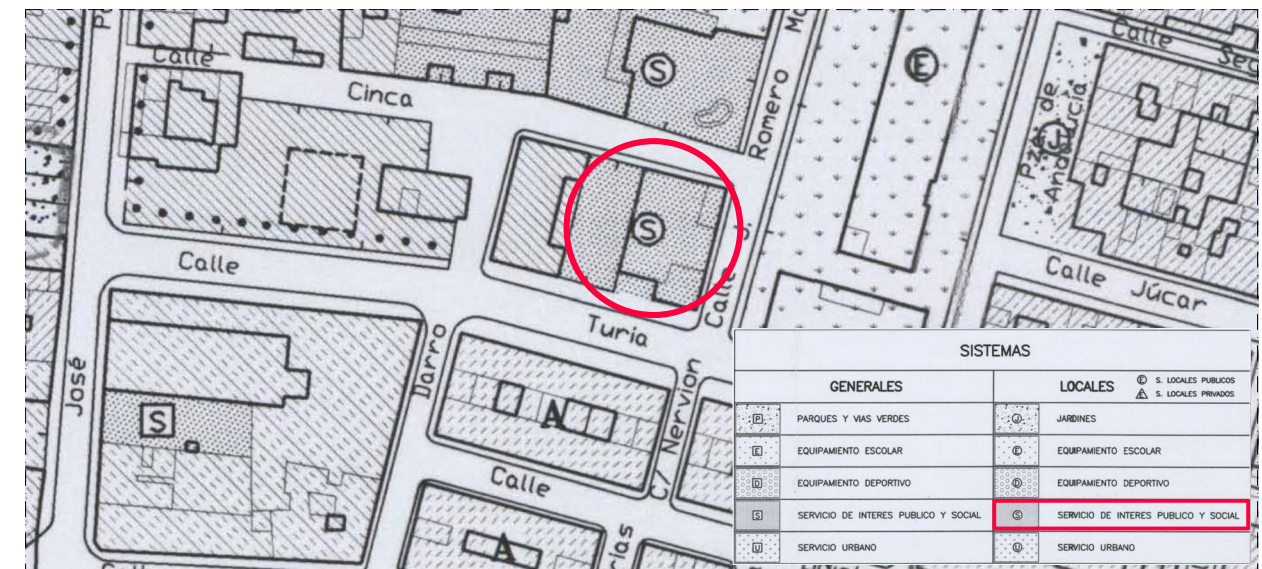 Calle
Calle
Sec
Cinca
S
E
Romero
Mo
Pza. de
Andalucía
J
S
J.
Calle
Calle
Calle Júcar
Turia
José
Darro
S
A
C/ Nervion
Calle
A
SISTEMAS
GENERALES
LOCALES
E S. LOCALES PUBLICOS
A S. LOCALES PRIVADOS
P PARQUES Y VIAS VERDES
J JARDINES
E EQUIPAMIENTO ESCOLAR
E EQUIPAMIENTO ESCOLAR
D EQUIPAMIENTO DEPORTIVO
D EQUIPAMIENTO DEPORTIVO
S SERVICIO DE INTERES PUBLICO Y SOCIAL
S SERVICIO DE INTERES PUBLICO Y SOCIAL
U SERVICIO URBANO
U SERVICIO URBANO